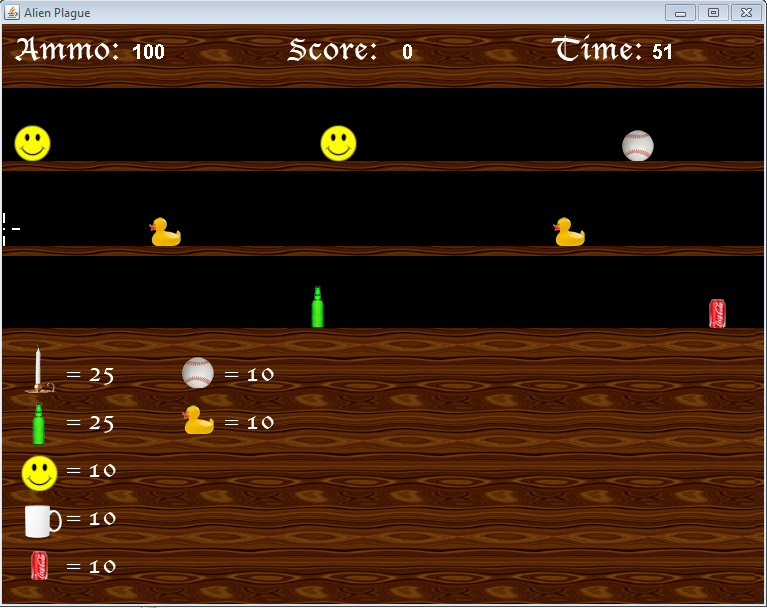 Alien Plague
Ammo: 100 Score: 0 Time: 51
= 25 = 10
= 25 = 10
= 10
= 10
= 10